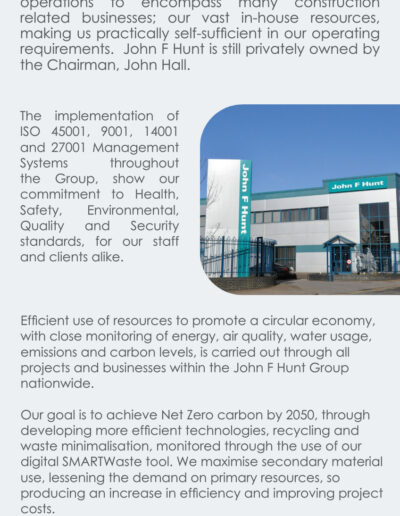 operations to encompass many construction
related businesses; our vast in-house resources,
making us practically self-sufficient in our operating
requirements. John F Hunt is still privately owned by
the Chairman, John Hall.
The implementation of
ISO 45001, 9001, 14001
and 27001 Management
Systems throughout
the Group, show our
commitment to Health,
Safety, Environmental,
Quality and Security
standards, for our staff
and clients alike.
John F Hunt
John F Hunt
Efficient use of resources to promote a circular economy,
with close monitoring of energy, air quality, water usage,
emissions and carbon levels, is carried out through all
projects and businesses within the John F Hunt Group
nationwide.
Our goal is to achieve Net Zero carbon by 2050, through
developing more efficient technologies, recycling and
waste minimalisation, monitored through the use of our
digital SMARTWaste tool. We maximise secondary material
use, lessening the demand on primary resources, so
producing an increase in efficiency and improving project
costs.